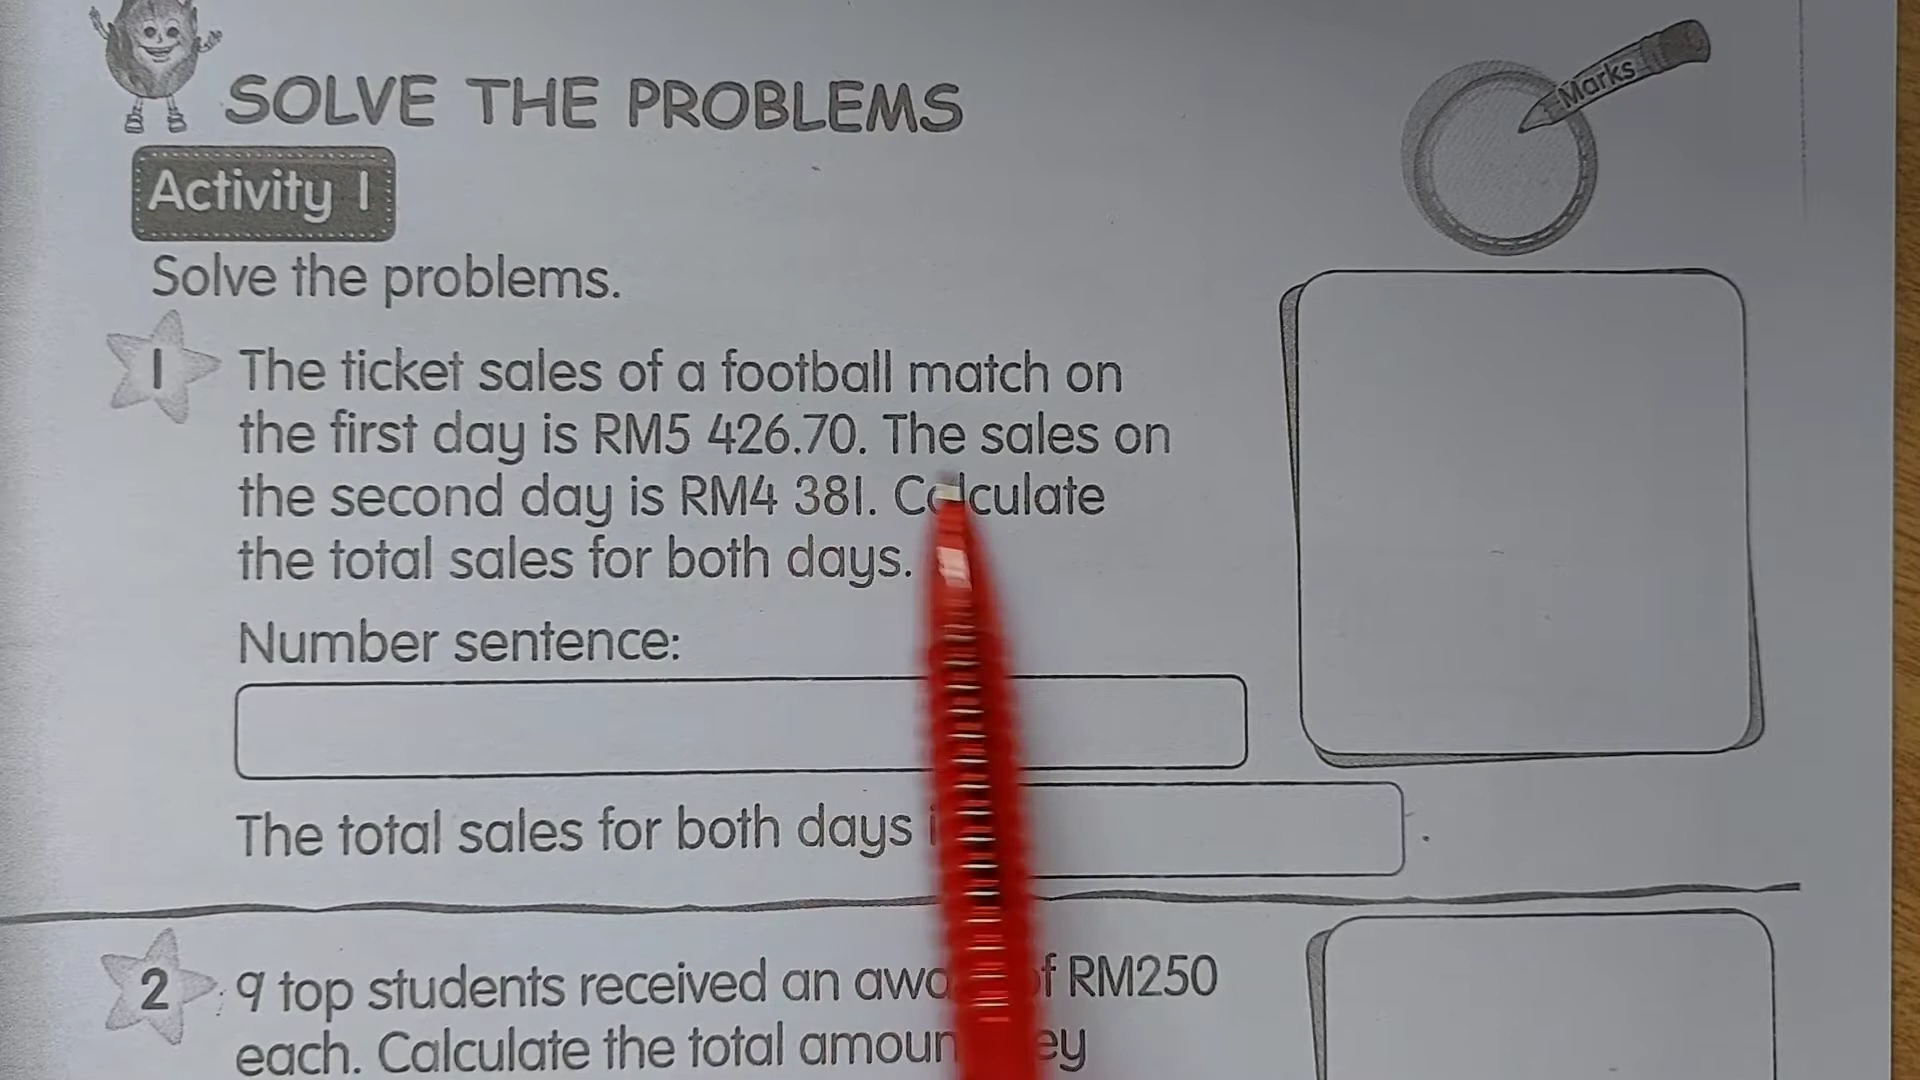 Marks
SOLVE THE PROBLEMS
Activity 1
Solve the problems.
1 The ticket sales of a football match on
the first day is RM5 426.70. The sales on
the second day is RM4 381. Calculate
the total sales for both days.
Number sentence:
The total sales for both days
.
2 9 top students received an RM250
each. Calculate the total